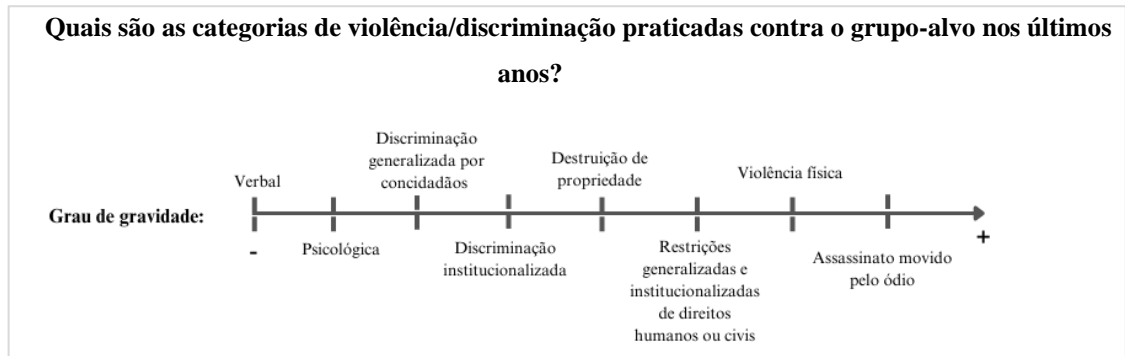 Quais são as categorias de violência/discriminação praticadas contra o grupo-alvo nos últimos
anos?
Grau de gravidade:
Verbal
-
Psicológica
Discriminação
generalizada por
concidadãos
Discriminação
institucionalizada
Destruição de
propriedade
Restrições
generalizadas e
institucionalizadas
de direitos
humanos ou civis
Violência física
Assassinato movido
pelo ódio
+